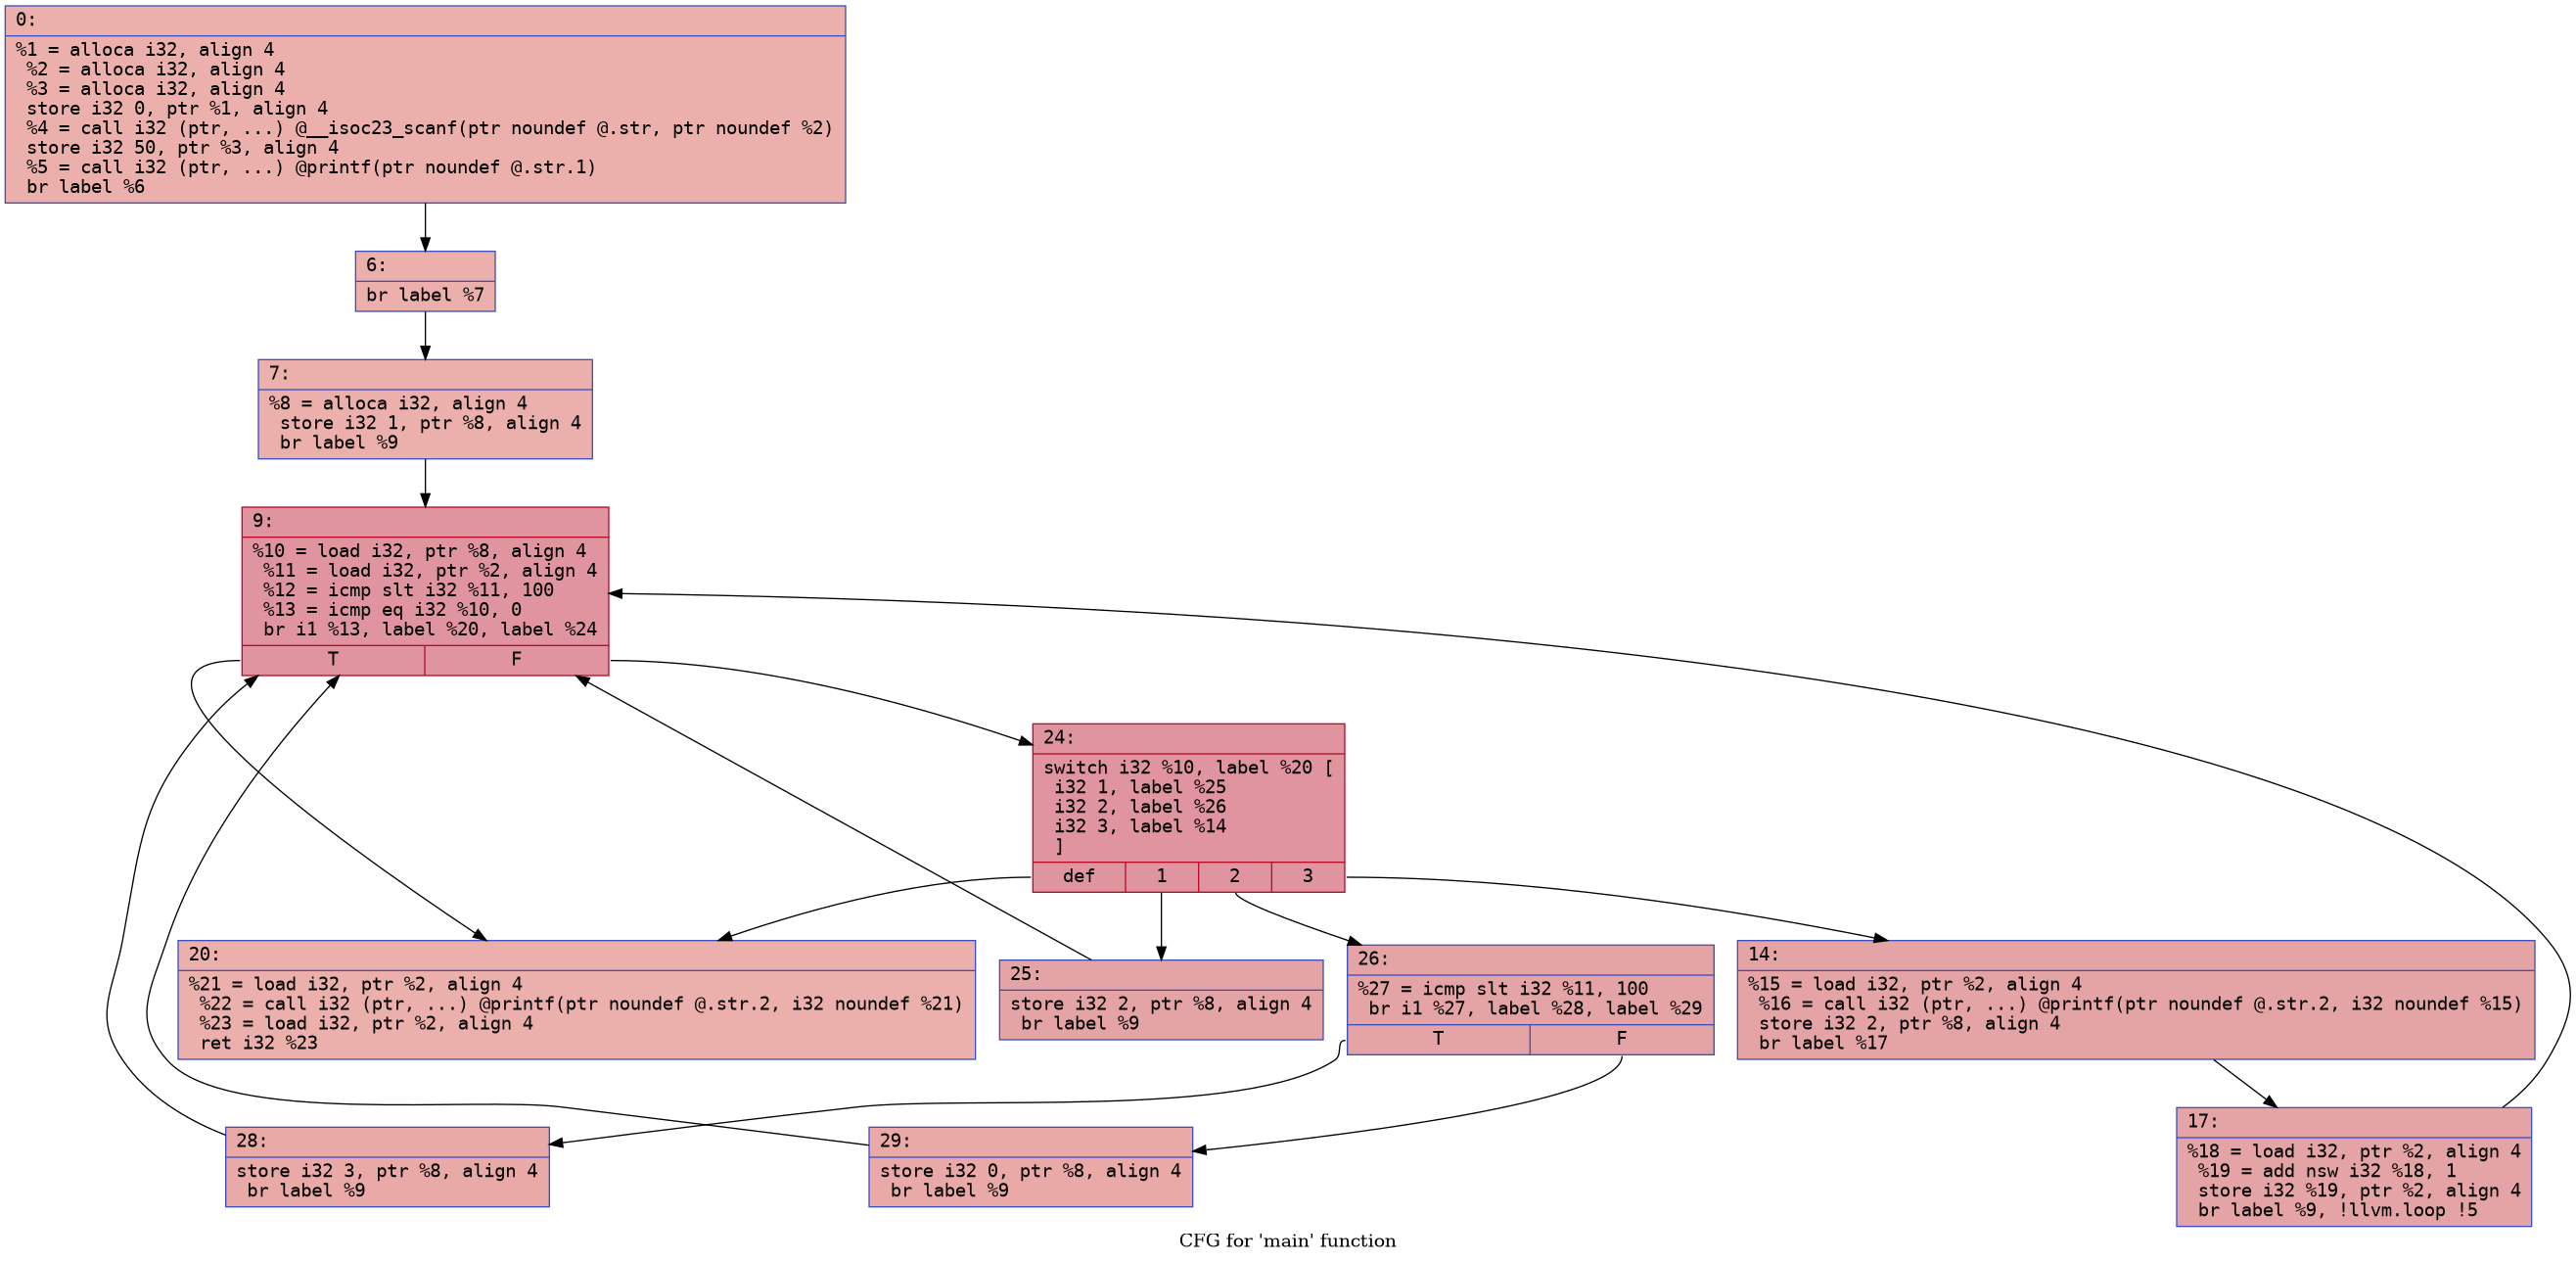 0:
%1 = alloca i32, align 4
%2 = alloca i32, align 4
%3 = alloca i32, align 4
store i32 0, ptr %1, align 4
%4 = call i32 (ptr, ...) @__isoc23_scanf(ptr noundef @.str, ptr noundef %2)
store i32 50, ptr %3, align 4
%5 = call i32 (ptr, ...) @printf(ptr noundef @.str.1)
br label %6
6:
br label %7
7:
%8 = alloca i32, align 4
store i32 1, ptr %8, align 4
br label %9
9:
%10 = load i32, ptr %8, align 4
%11 = load i32, ptr %2, align 4
%12 = icmp slt i32 %11, 100
%13 = icmp eq i32 %10, 0
br i1 %13, label %20, label %24
T F
24:
switch i32 %10, label %20 [
i32 1, label %25
i32 2, label %26
i32 3, label %14
]
def 1 2 3
20:
%21 = load i32, ptr %2, align 4
%22 = call i32 (ptr, ...) @printf(ptr noundef @.str.2, i32 noundef %21)
%23 = load i32, ptr %2, align 4
ret i32 %23
25:
store i32 2, ptr %8, align 4
br label %9
26:
%27 = icmp slt i32 %11, 100
br i1 %27, label %28, label %29
T F
14:
%15 = load i32, ptr %2, align 4
%16 = call i32 (ptr, ...) @printf(ptr noundef @.str.2, i32 noundef %15)
store i32 2, ptr %8, align 4
br label %17
28:
store i32 3, ptr %8, align 4
br label %9
29:
store i32 0, ptr %8, align 4
br label %9
17:
%18 = load i32, ptr %2, align 4
%19 = add nsw i32 %18, 1
store i32 %19, ptr %2, align 4
br label %9, !llvm.loop !5
CFG for 'main' function